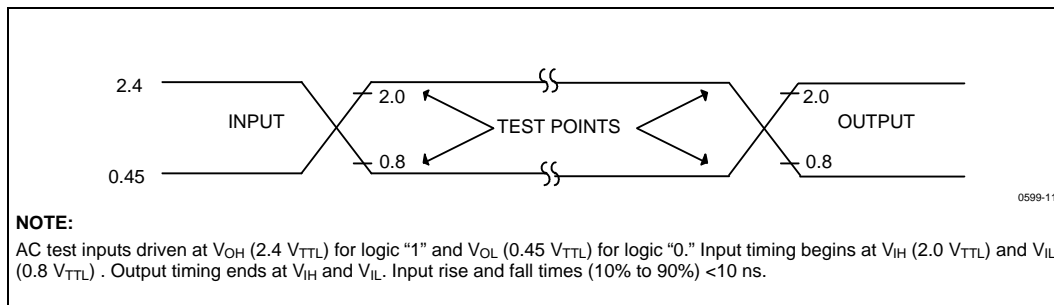 2.4
2.0
2.0
INPUT
TEST POINTS
OUTPUT
0.8
0.8
0.45
0599-11
NOTE:
AC test inputs driven at VOH (2.4 VTTL) for logic “1” and VOL (0.45 VTTL) for logic “0.” Input timing begins at VIH (2.0 VTTL) and VIL
(0.8 VTTL) . Output timing ends at VIH and VIL. Input rise and fall times (10% to 90%) <10 ns.